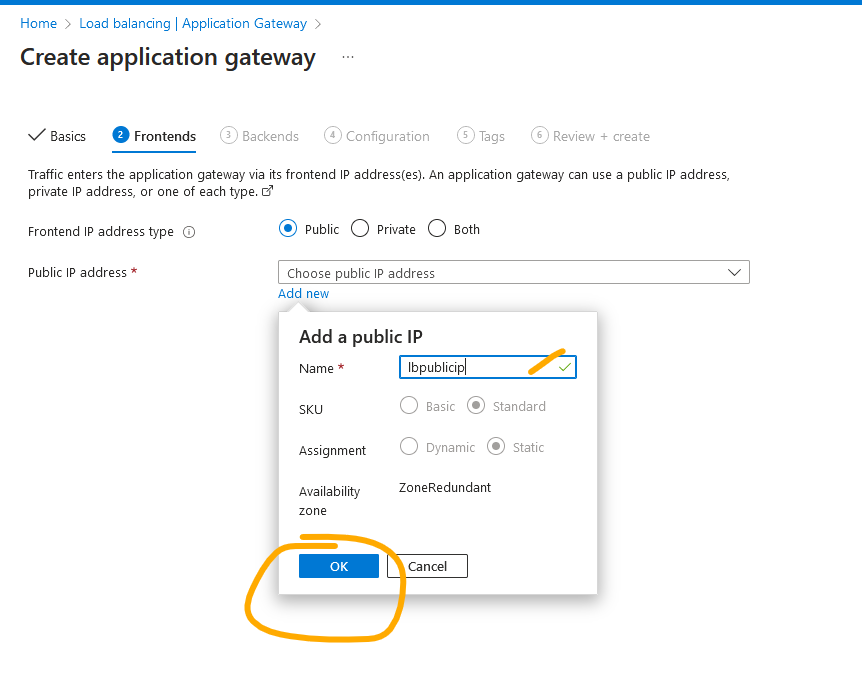 Home > Load balancing | Application Gateway >
Create application gateway ...
Basics 2 Frontends 3 Backends 4 Configuration 5 Tags 6 Review + create
Traffic enters the application gateway via its frontend IP address(es). An application gateway can use a public IP address,
private IP address, or one of each type.
Frontend IP address type Public Private Both
Public IP address * Choose public IP address
Add new
Add a public IP
Name * lbpublicip
SKU Basic Standard
Assignment Dynamic Static
Availability ZoneRedundant
zone
OK Cancel